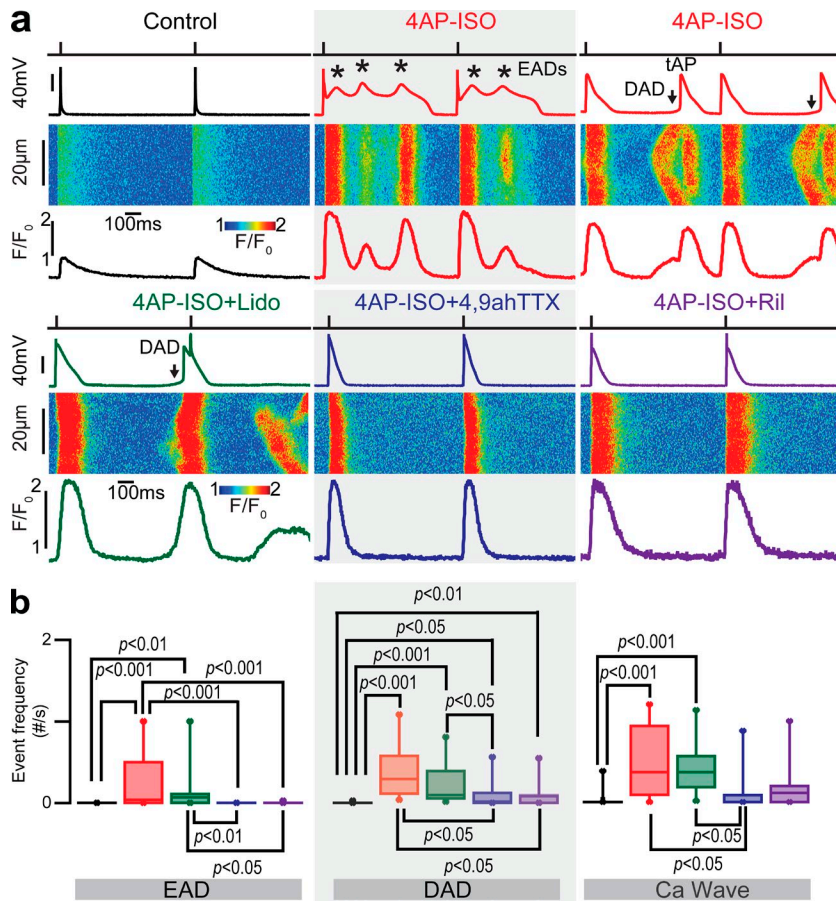 a
Control
4AP-ISO
4AP-ISO
40mV
* * *
* *
EADs
DAD
tAP
20µm
F/F0
2
1
100ms
1 2
F/F0
4AP-ISO+Lido
4AP-ISO+4,9ahTTX
4AP-ISO+Ril
40mV
DAD
20µm
F/F0
2
1
100ms
1 2
F/F0
b
Event frequency
(#/s)
2
1
0
p<0.01
p<0.001
p<0.001
p<0.001
p<0.01
p<0.05
EAD
p<0.01
p<0.05
p<0.001
p<0.001
p<0.05
p<0.05
p<0.05
DAD
p<0.001
p<0.001
p<0.05
p<0.05
Ca Wave